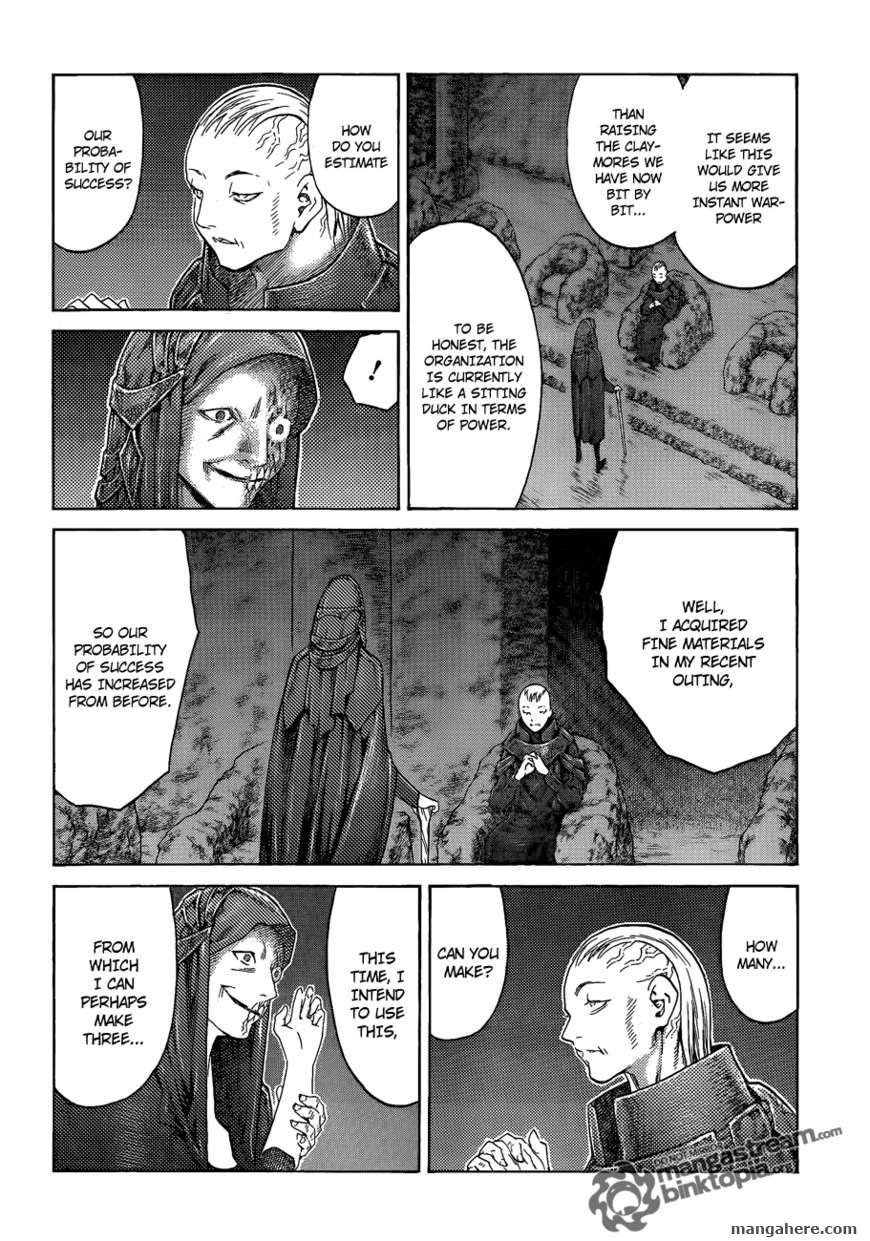 IT SEEMS
LIKE THIS
WOULD GIVE
US MORE
INSTANT WAR-
POWER
THAN
RAISING
THE CLAY-
MORES WE
HAVE NOW
BIT BY
BIT...
TO BE
HONEST, THE
ORGANIZATION
IS CURRENTLY
LIKE A SITTING
DUCK IN TERMS
OF POWER.
HOW
DO YOU
ESTIMATE
OUR
PROBA-
BILITY OF
SUCCESS?
!
WELL,
I ACQUIRED
FINE MATERIALS
IN MY RECENT
OUTING,
SO OUR
PROBABILITY
OF SUCCESS
HAS INCREASED
FROM BEFORE.
HOW
MANY...
CAN YOU
MAKE?
THIS
TIME, I
INTEND
TO USE
THIS,
FROM
WHICH
I CAN
PERHAPS
MAKE
THREE...
mangastream.com
binktopia
mangahere.com